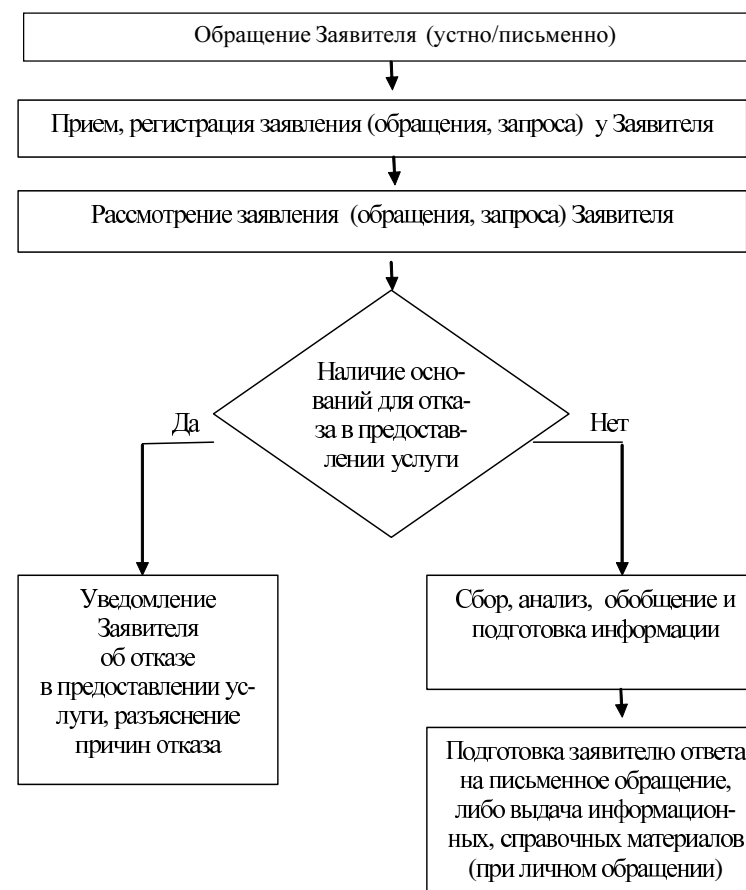 Обращение Заявителя (устно/письменно)
Прием, регистрация заявления (обращения, запроса) у Заявителя
Рассмотрение заявления (обращения, запроса) Заявителя
Наличие осно-
ваний для отка-
за в предостав-
лении услуги
Да
Нет
Уведомление
Заявителя
об отказе
в предоставлении ус-
луги, разъяснение
причин отказа
Сбор, анализ, обобщение и
подготовка информации
Подготовка заявителю ответа
на письменное обращение,
либо выдача информацион-
ных, справочных материалов
(при личном обращении)